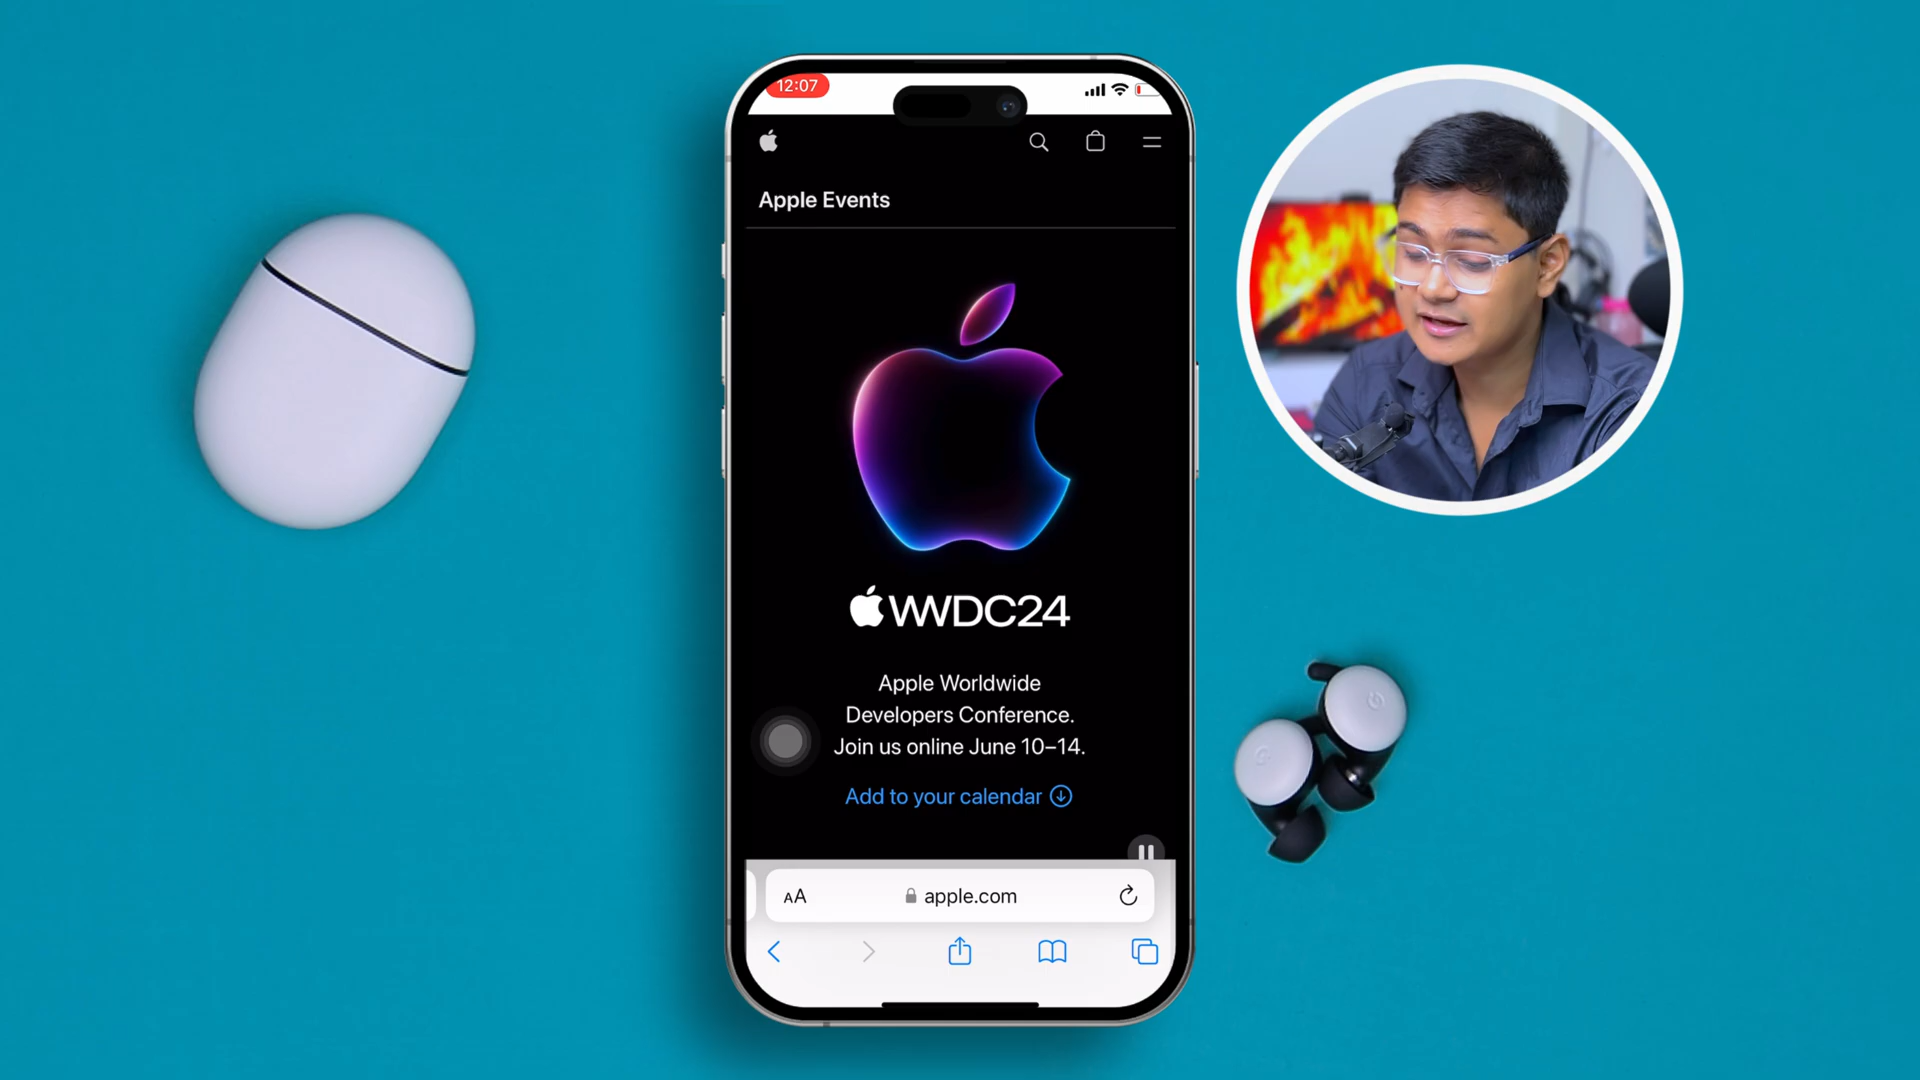 12:07
Apple Events
WWDC24
Apple Worldwide
Developers Conference.
Join us online June 10–14.
Add to your calendar
AA
apple.com